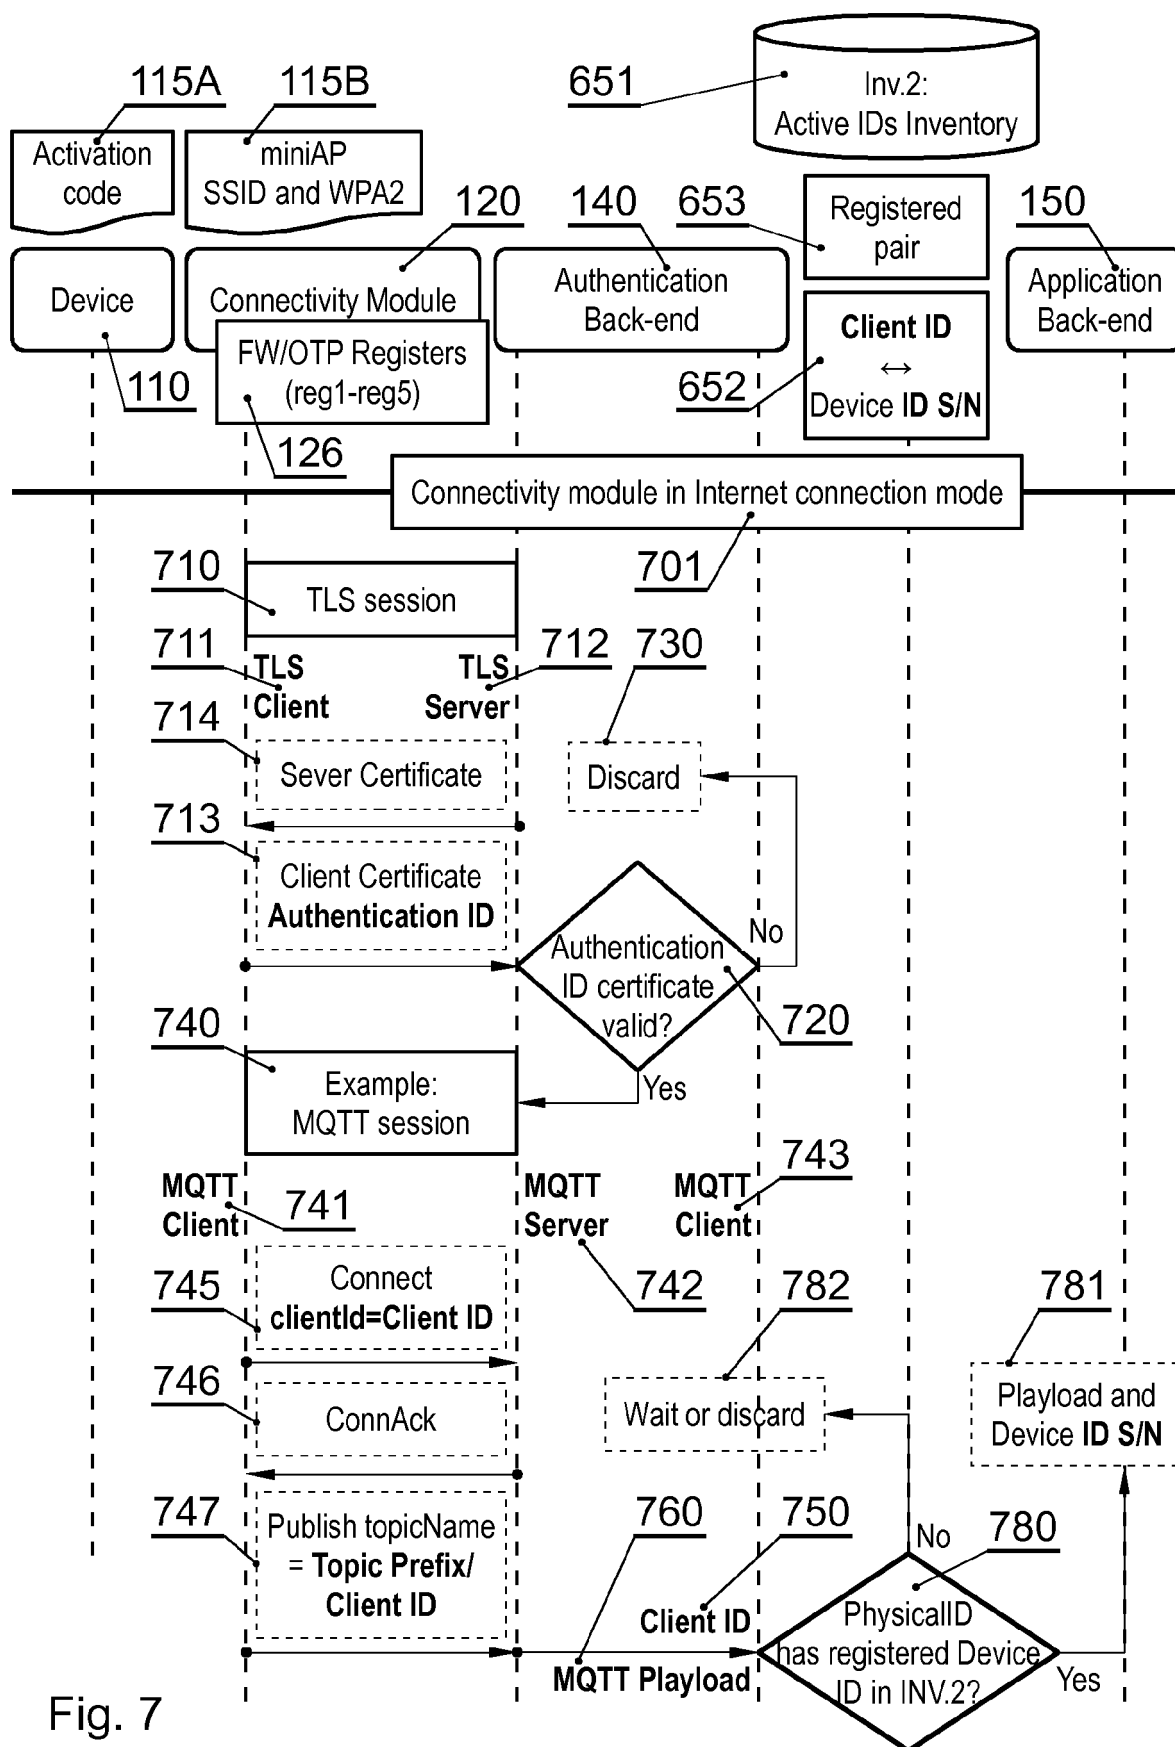 115A
115B
651
Inv.2:
Active IDs Inventory
Activation
code
miniAP
SSID and WPA2
120
140
653
Registered
pair
150
Device
Connectivity Module
Authentication
Back-end
Application
Back-end
Client ID
↔
Device ID S/N
FW/OTP Registers
(reg1-reg5)
110
652
126
Connectivity module in Internet connection mode
710
TLS session
701
711
TLS
Client
TLS
Server
712
730
714
Sever Certificate
Discard
713
Client Certificate
Authentication ID
No
Authentication
ID certificate
valid?
720
740
Example:
MQTT session
Yes
743
MQTT
Client
741
MQTT
Server
MQTT
Client
745
Connect
clientId=Client ID
742
782
781
746
ConnAck
Wait or discard
Playload and
Device ID S/N
747
Publish topicName
= Topic Prefix/
Client ID
760
750
No
780
Client ID
PhysicalID
has registered Device
ID in INV.2?
MQTT Playload
Yes
Fig. 7